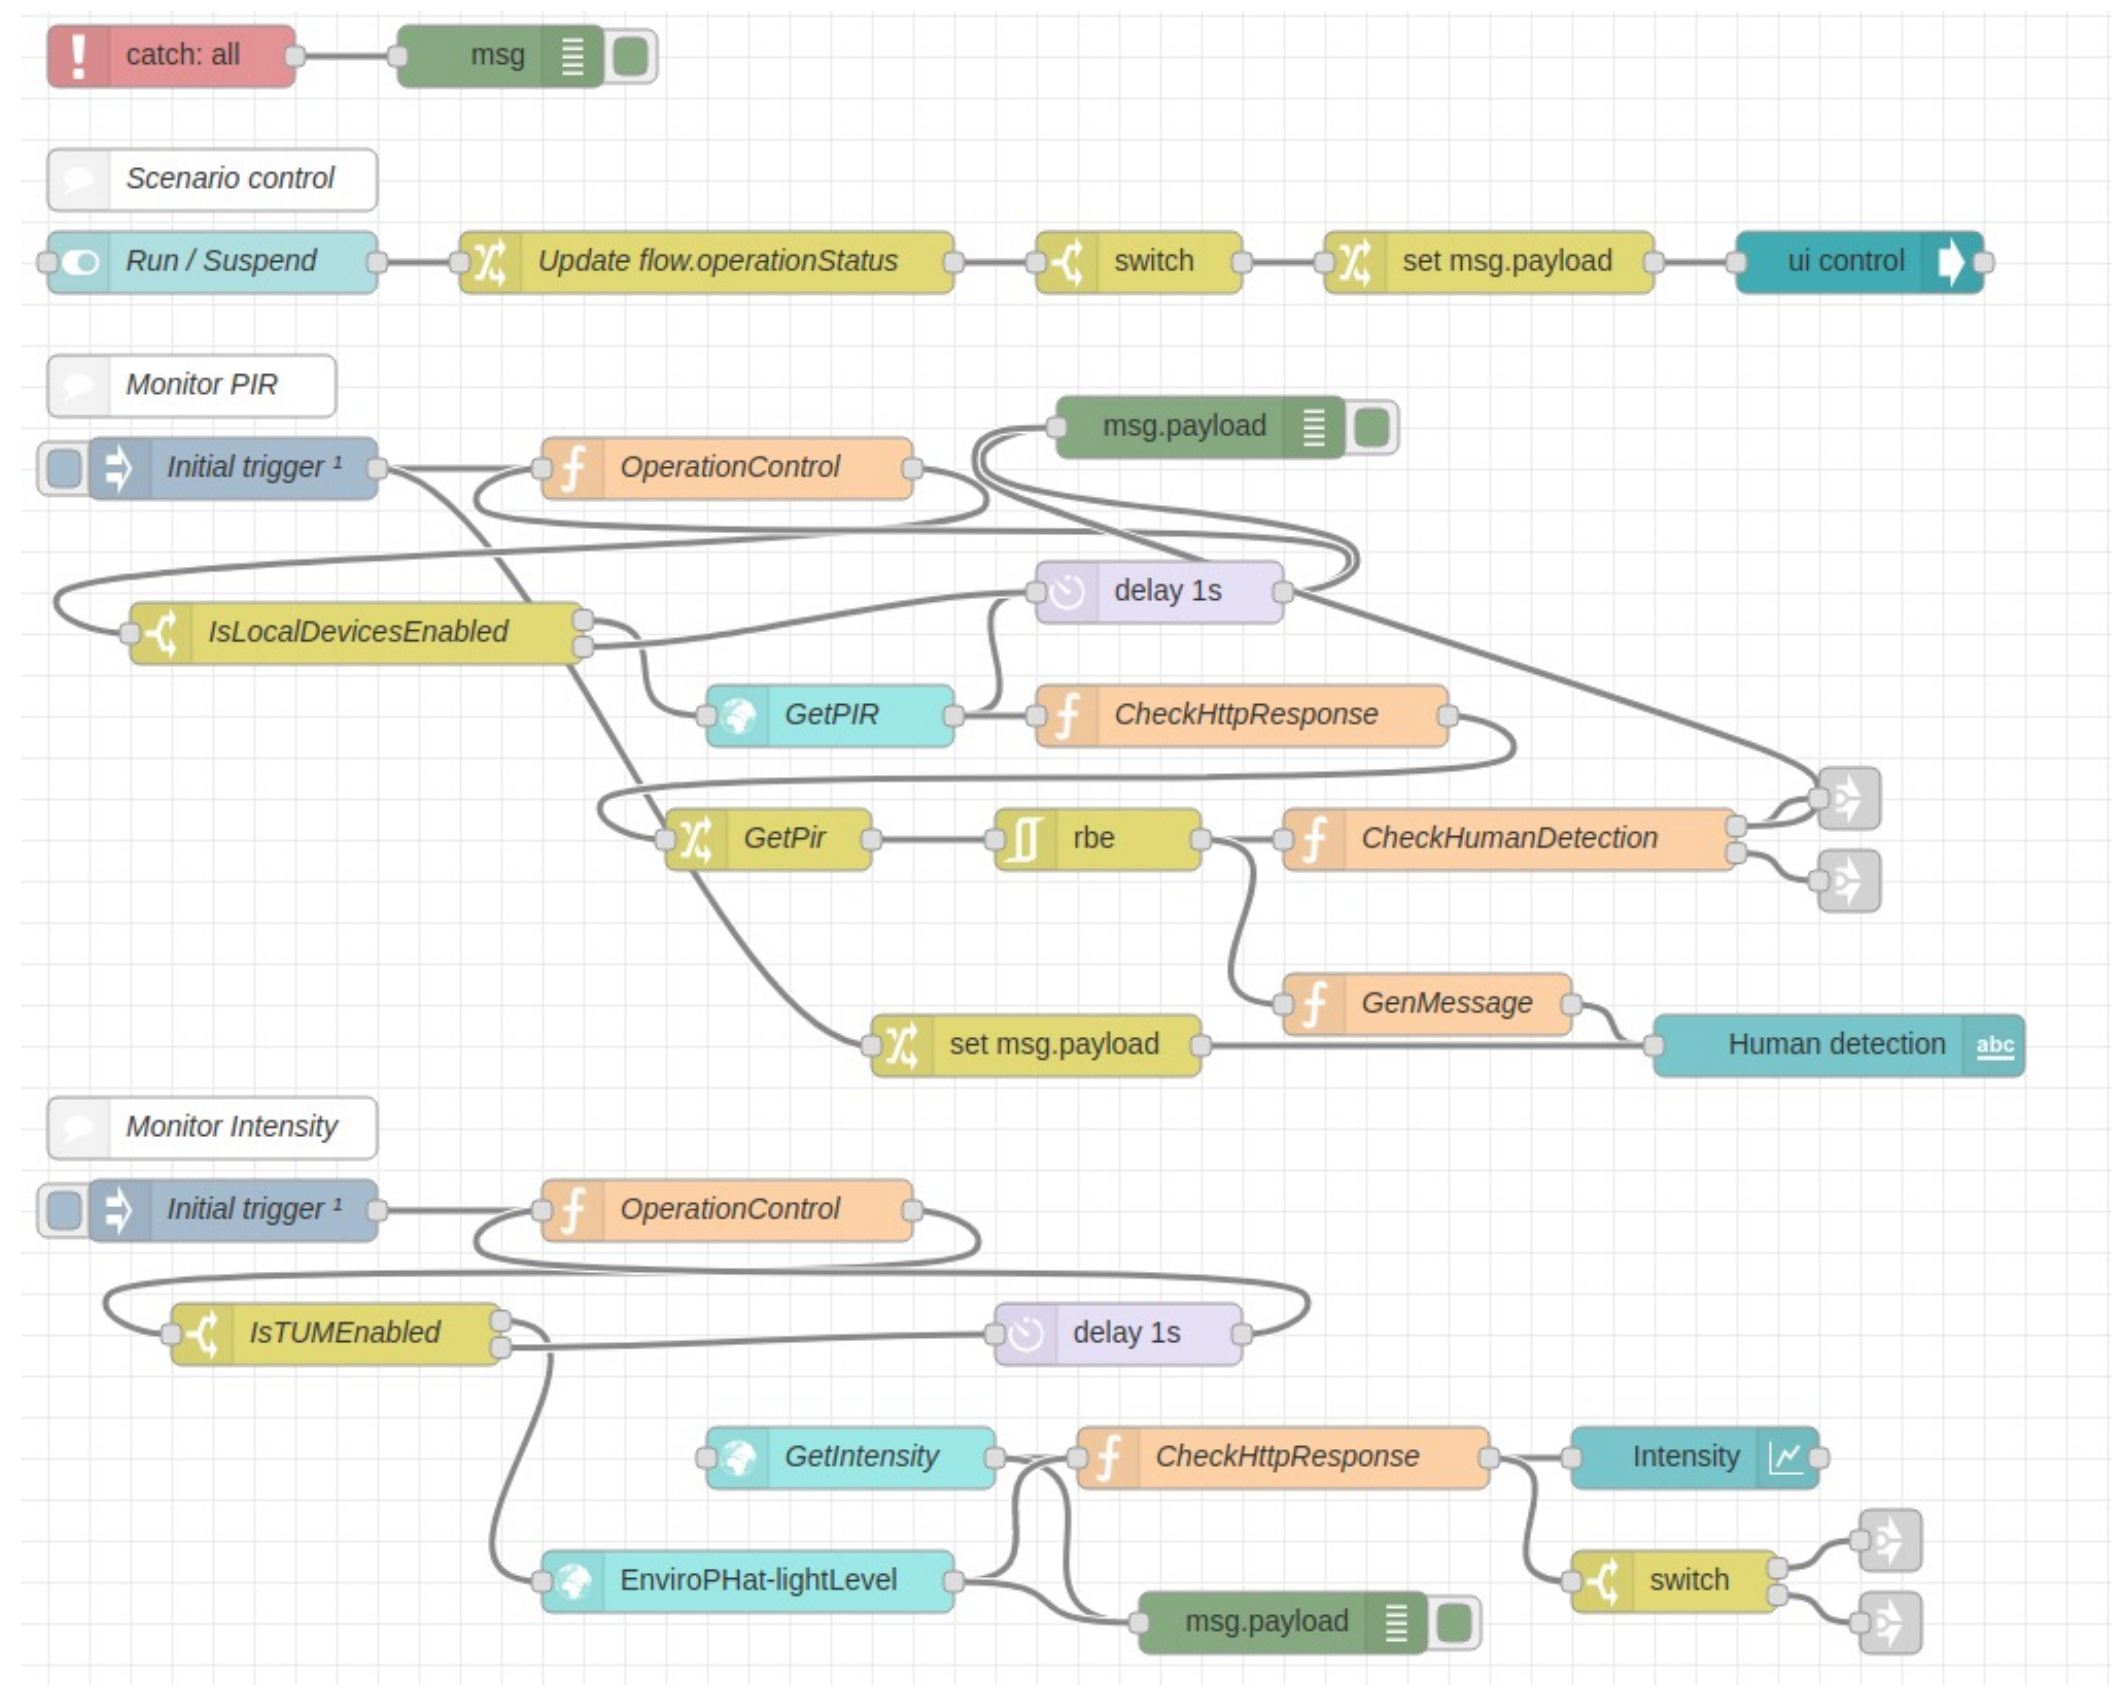 catch: all
msg
Scenario control
Run / Suspend
Update flow.operationStatus
switch
set msg.payload
ui control
Monitor PIR
msg.payload
Initial trigger ¹
OperationControl
delay 1s
IsLocalDevicesEnabled
GetPIR
CheckHttpResponse
GetPir
rbe
CheckHumanDetection
GenMessage
set msg.payload
Human detection
abc
Monitor Intensity
Initial trigger ¹
OperationControl
IsTUMEnabled
delay 1s
GetIntensity
CheckHttpResponse
Intensity
EnviroPHat-lightLevel
switch
msg.payload